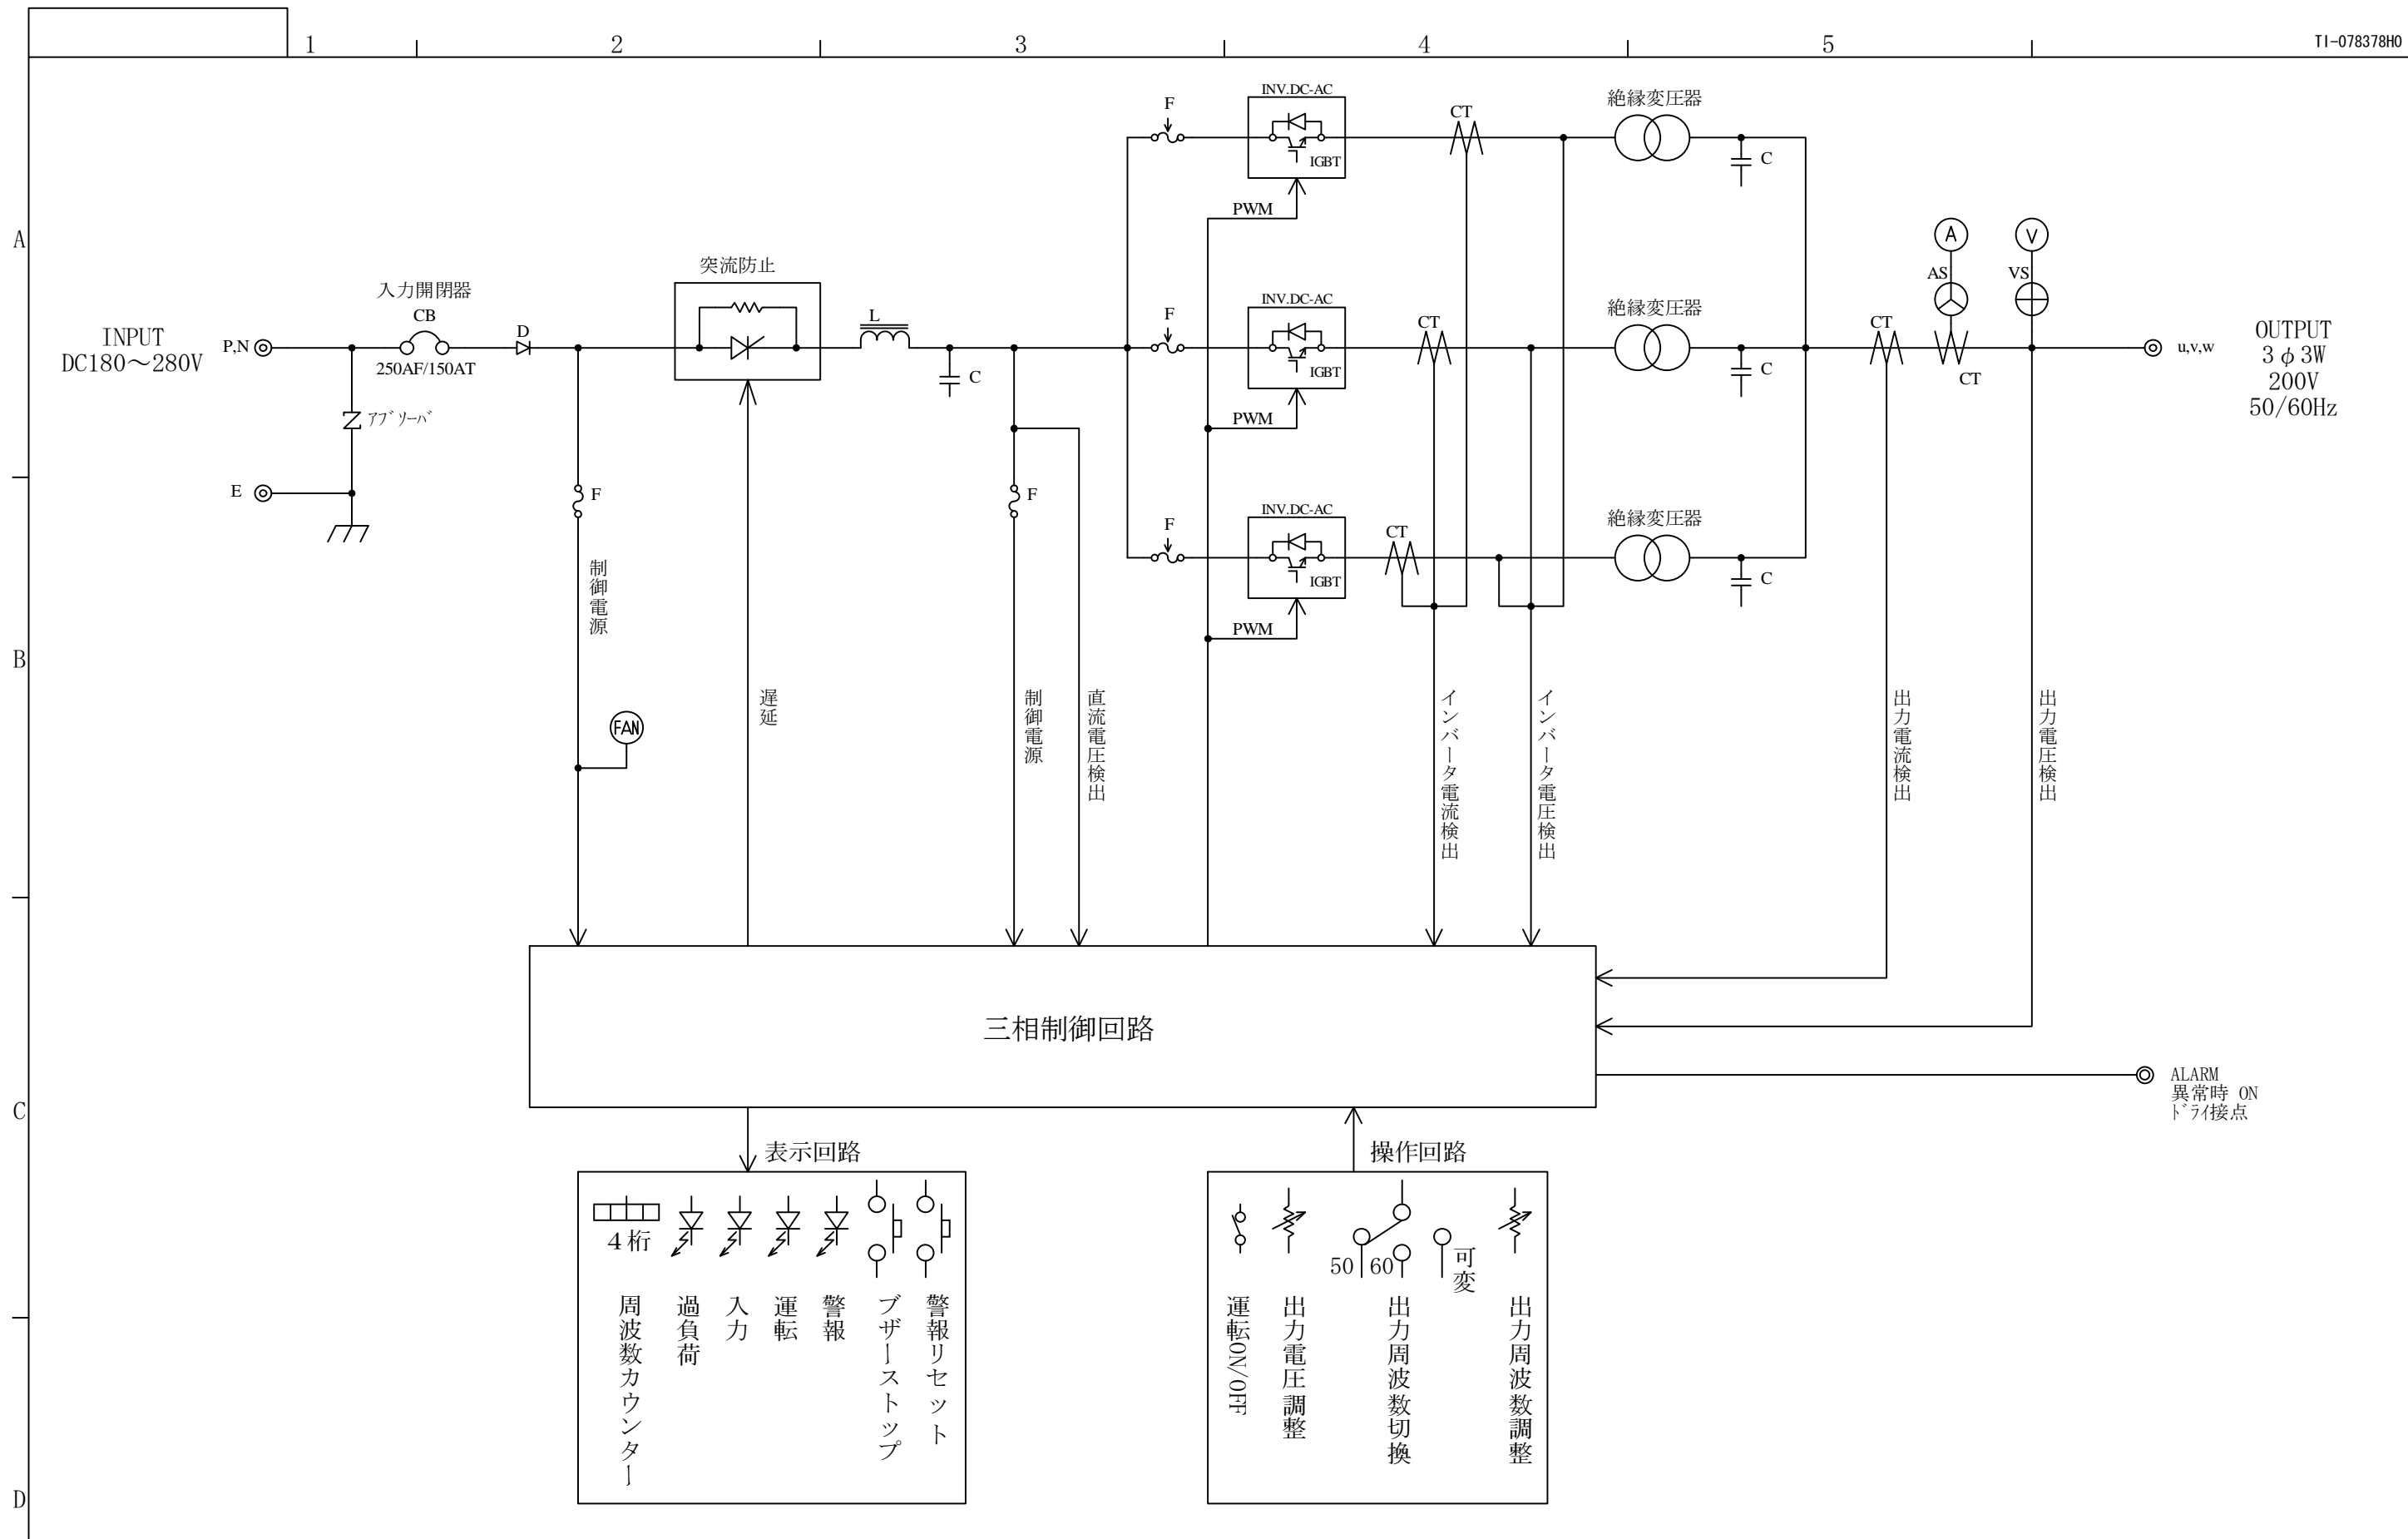 1
2
3
4
5
TI-078378H0
A
B
C
D
INPUT
DC180～280V
P,N
E
アブソーバ
入力開閉器
CB
250AF/150AT
D
突流防止
L
C
F
制御電源
FAN
遅延
F
制御電源
直流電圧検出
F
INV.DC-AC
IGBT
PWM
CT
絶縁変圧器
C
F
INV.DC-AC
IGBT
PWM
CT
絶縁変圧器
C
F
INV.DC-AC
IGBT
PWM
CT
絶縁変圧器
C
インバータ電流検出
インバータ電圧検出
CT
A
AS
CT
V
VS
出力電流検出
出力電圧検出
u,v,w
OUTPUT
3φ3W
200V
50/60Hz
三相制御回路
ALARM
異常時 ON
ドライ接点
表示回路
4桁
周波数カウンター
過負荷
入力
運転
警報
ブザーストップ
警報リセット
操作回路
運転ON/OFF
出力電圧調整
50
60
可変
出力周波数切換
出力周波数調整